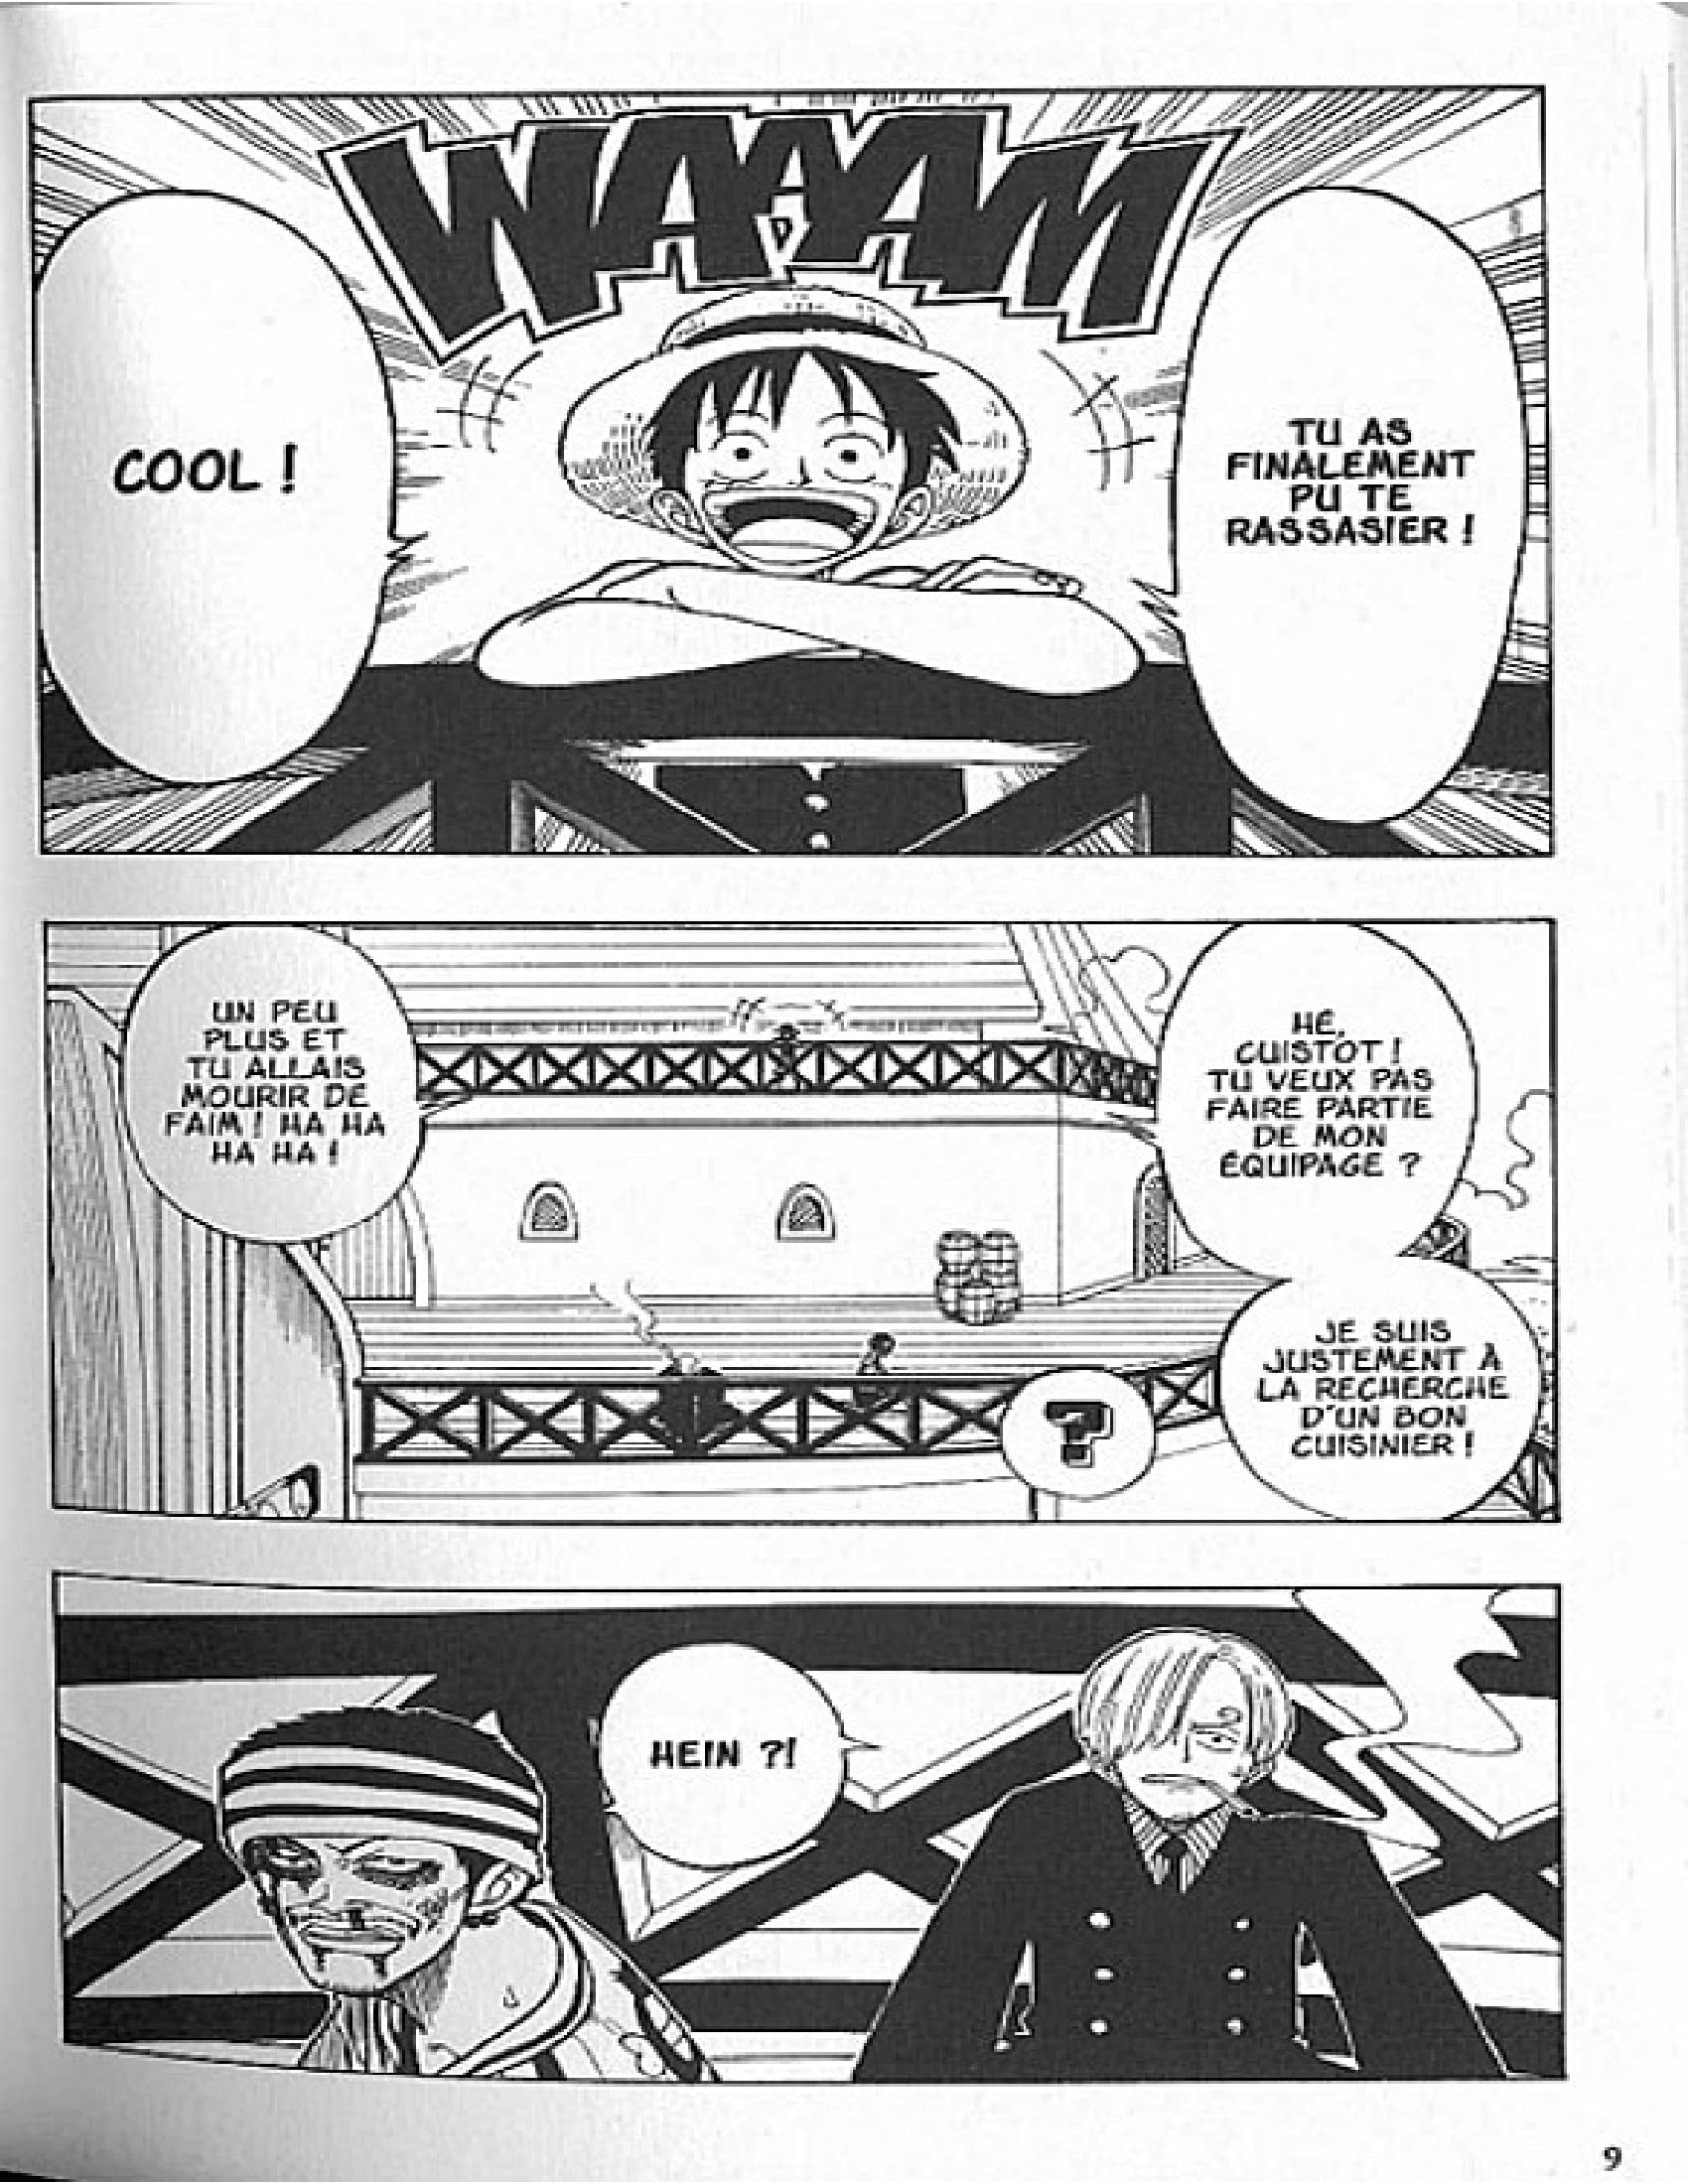 WAAAM
TU AS
FINALEMENT
PU TE
RASSASIER !
COOL !
HÉ,
CUISTOT !
TU VEUX PAS
FAIRE PARTIE
DE MON
ÉQUIPAGE ?
JE SUIS
JUSTEMENT À
LA RECHERCHE
D'UN BON
CUISINIER !
?
UN PEU
PLUS ET
TU ALLAIS
MOURIR DE
FAIM ! HA HA
HA HA !
HEIN ?!
9